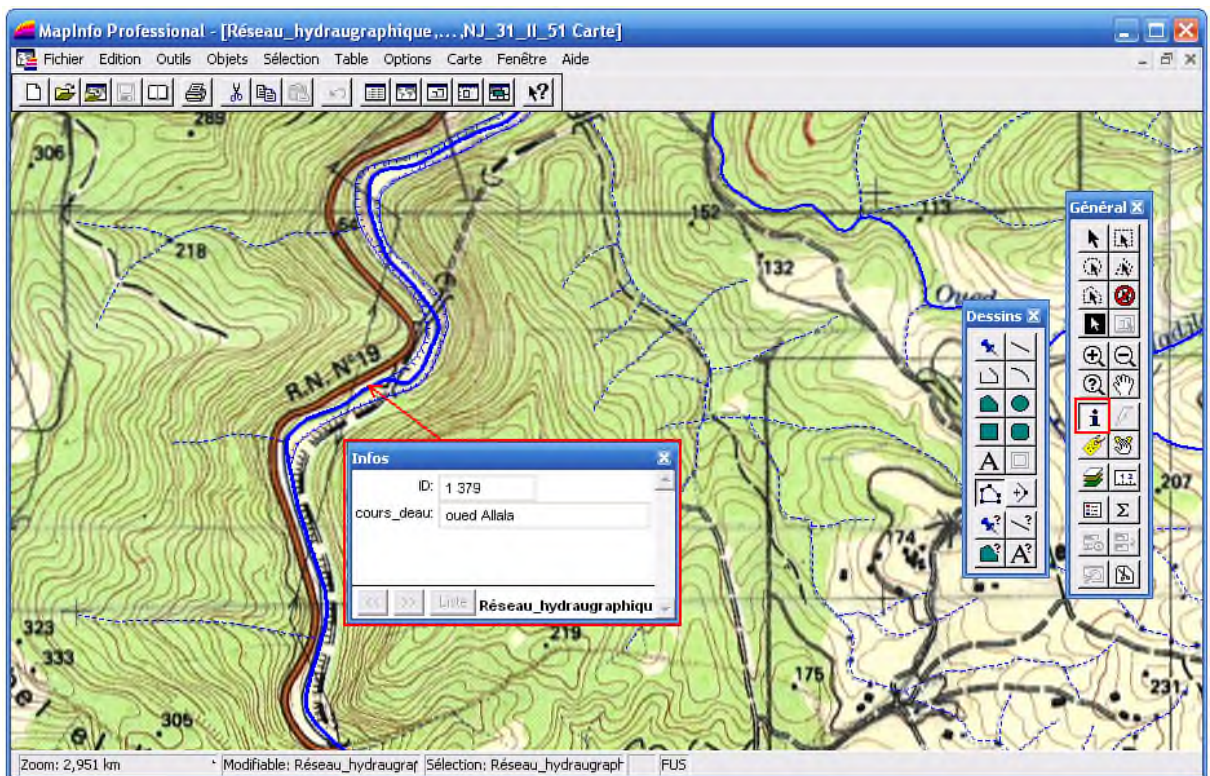 MapInfo Professional - [Réseau_hydraugraphique,...,NJ_31_II_51 Carte]
Fichier Edition Outils Objets Sélection Table Options Carte Fenêtre Aide
289
306
218
54
R.N. N°19
152
132
113
Oued
Général
Dessins
Infos
ID: 1 379
cours_deau: oued Allala
<< >> Liste Réseau_hydraugraphiqu
207
174
219
323
333
175
231
305
Zoom: 2,951 km Modifiable: Réseau_hydraugraf Sélection: Réseau_hydraugraph FUS